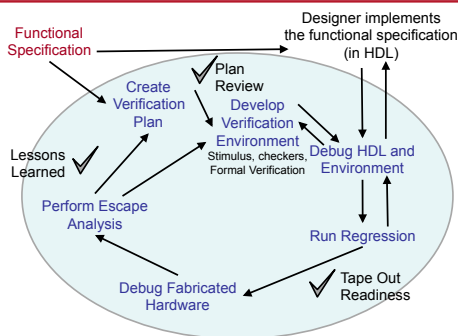 Functional
Specification
Designer implements
the functional specification
(in HDL)
Plan
Review
Create
Verification
Plan
Develop
Verification
Environment
Stimulus, checkers,
Formal Verification
Debug HDL and
Environment
Lessons
Learned
Perform Escape
Analysis
Run Regression
Debug Fabricated
Hardware
Tape Out
Readiness